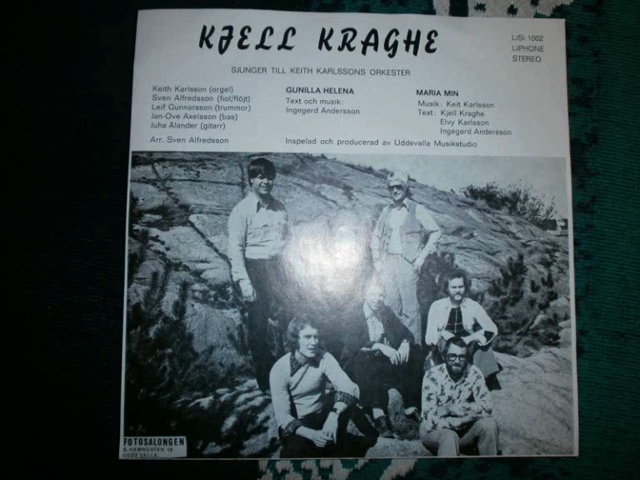 KJELL KRAGHE
LiSi 1002
LIPHONE
STEREO
SJUNGER TILL KEITH KARLSSONS ORKESTER
Keith Karlsson (orgel)
Sven Alfredsson (fiol/flöjt)
Leif Gunnarsson (trummor)
Jan-Ove Axelsson (bas)
Juha Alander (gitarr)
Arr. Sven Alfredsson
GUNILLA HELENA
Text och musik:
Ingegerd Andersson
MARIA MIN
Musik: Keit Karlsson
Text: Kjell Kraghe
Elvy Karlsson
Ingegerd Andersson
Inspelad och producerad av Uddevalla Musikstudio
FOTOSALONGEN
UDDEVALLA